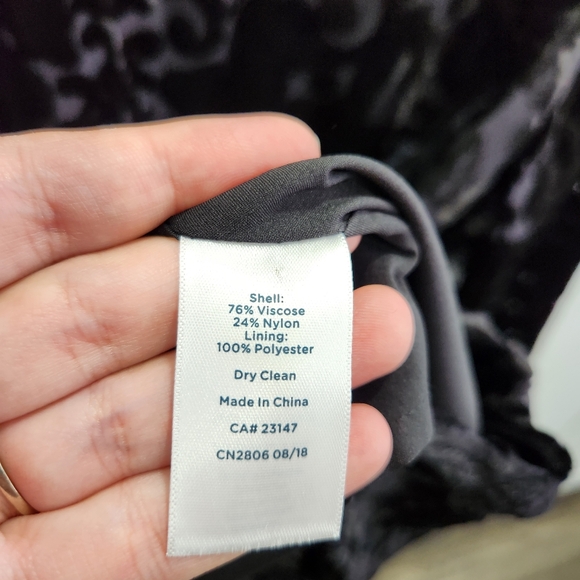 Shell:
76% Viscose
24% Nylon
Lining:
100% Polyester
Dry Clean
Made In China
CA# 23147
CN2806 08/18